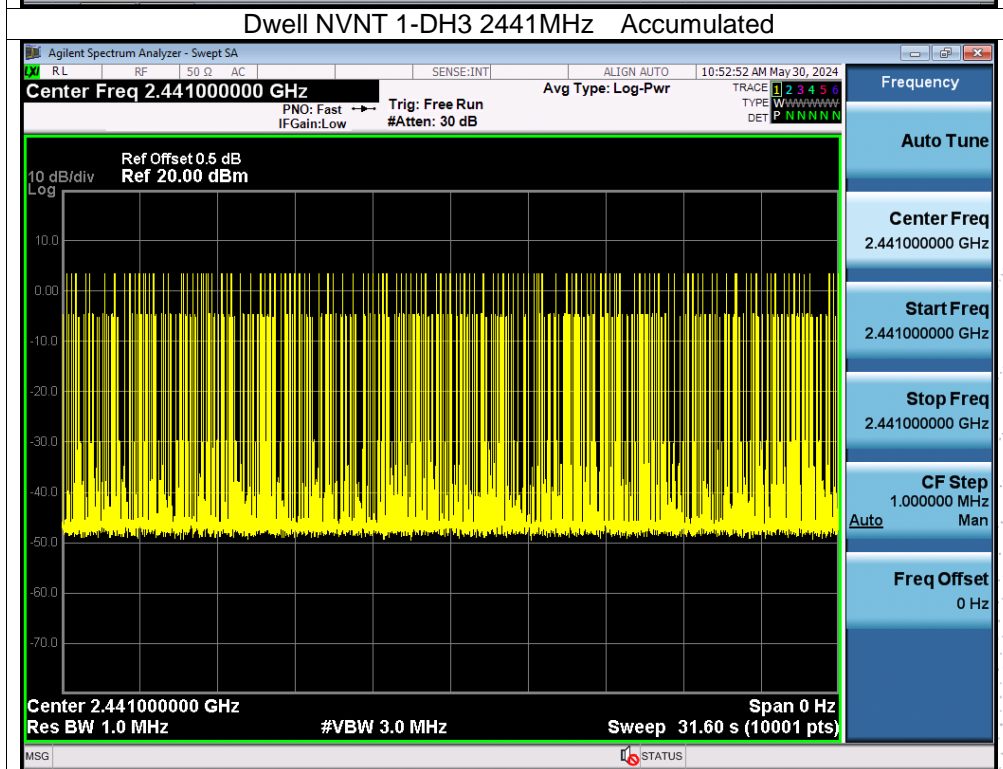 Dwell NVNT 1-DH3 2441MHz Accumulated
Agilent Spectrum Analyzer - Swept SA
LXI RL RF 50 Ω AC SENSE:INT ALIGN AUTO 10:52:52 AM May 30, 2024
Center Freq 2.441000000 GHz
PNO: Fast
IFGain:Low
Trig: Free Run
#Atten: 30 dB
Avg Type: Log-Pwr
TRACE 1 2 3 4 5 6
TYPE WWWWWWW
DET P N N N N N
Ref Offset 0.5 dB
10 dB/div Ref 20.00 dBm
Log
10.0
0.00
-10.0
-20.0
-30.0
-40.0
-50.0
-60.0
-70.0
Center 2.441000000 GHz Span 0 Hz
Res BW 1.0 MHz #VBW 3.0 MHz Sweep 31.60 s (10001 pts)
MSG STATUS
Frequency
Auto Tune
Center Freq
2.441000000 GHz
Start Freq
2.441000000 GHz
Stop Freq
2.441000000 GHz
CF Step
1.000000 MHz
Auto Man
Freq Offset
0 Hz